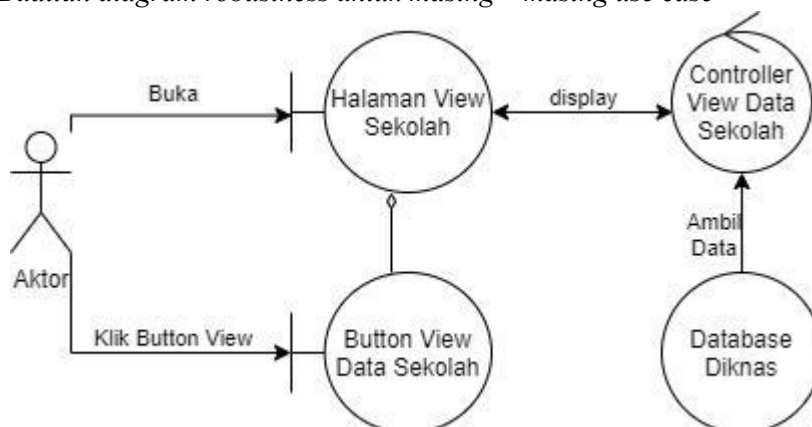 Buatlah diagram robustness untuk masing – masing use case
Buka
Halaman View
Sekolah
display
Controller
View Data
Sekolah
Ambil
Data
Aktor
Klik Button View
Button View
Data Sekolah
Database
Diknas